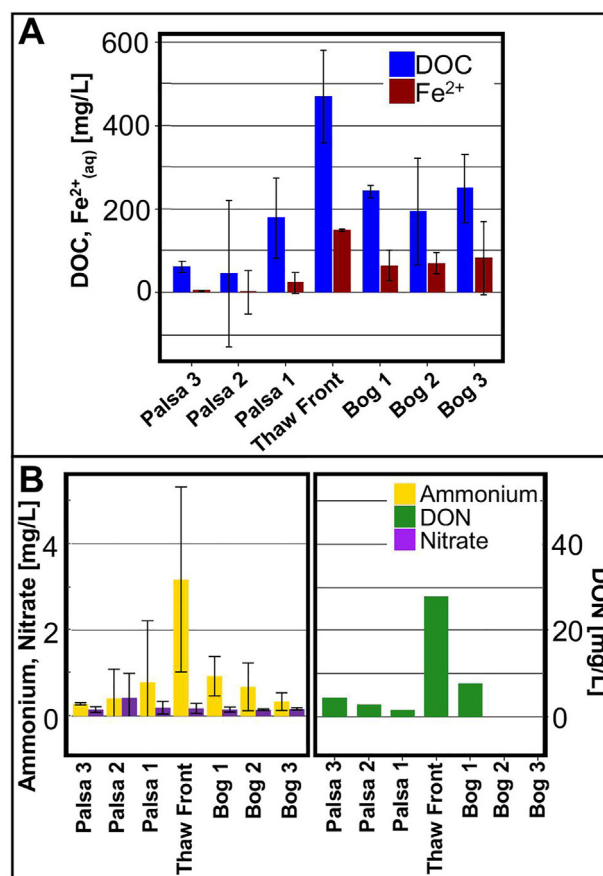 A
600
400
200
0
DOC, Fe²⁺(aq) [mg/L]
DOC
Fe²⁺
Palsa 3
Palsa 2
Palsa 1
Thaw Front
Bog 1
Bog 2
Bog 3
B
4
2
0
Ammonium, Nitrate [mg/L]
Palsa 3
Palsa 2
Palsa 1
Thaw Front
Bog 1
Bog 2
Bog 3
Ammonium
DON
Nitrate
40
20
0
DON [mg/L]
Palsa 3
Palsa 2
Palsa 1
Thaw Front
Bog 1
Bog 2
Bog 3